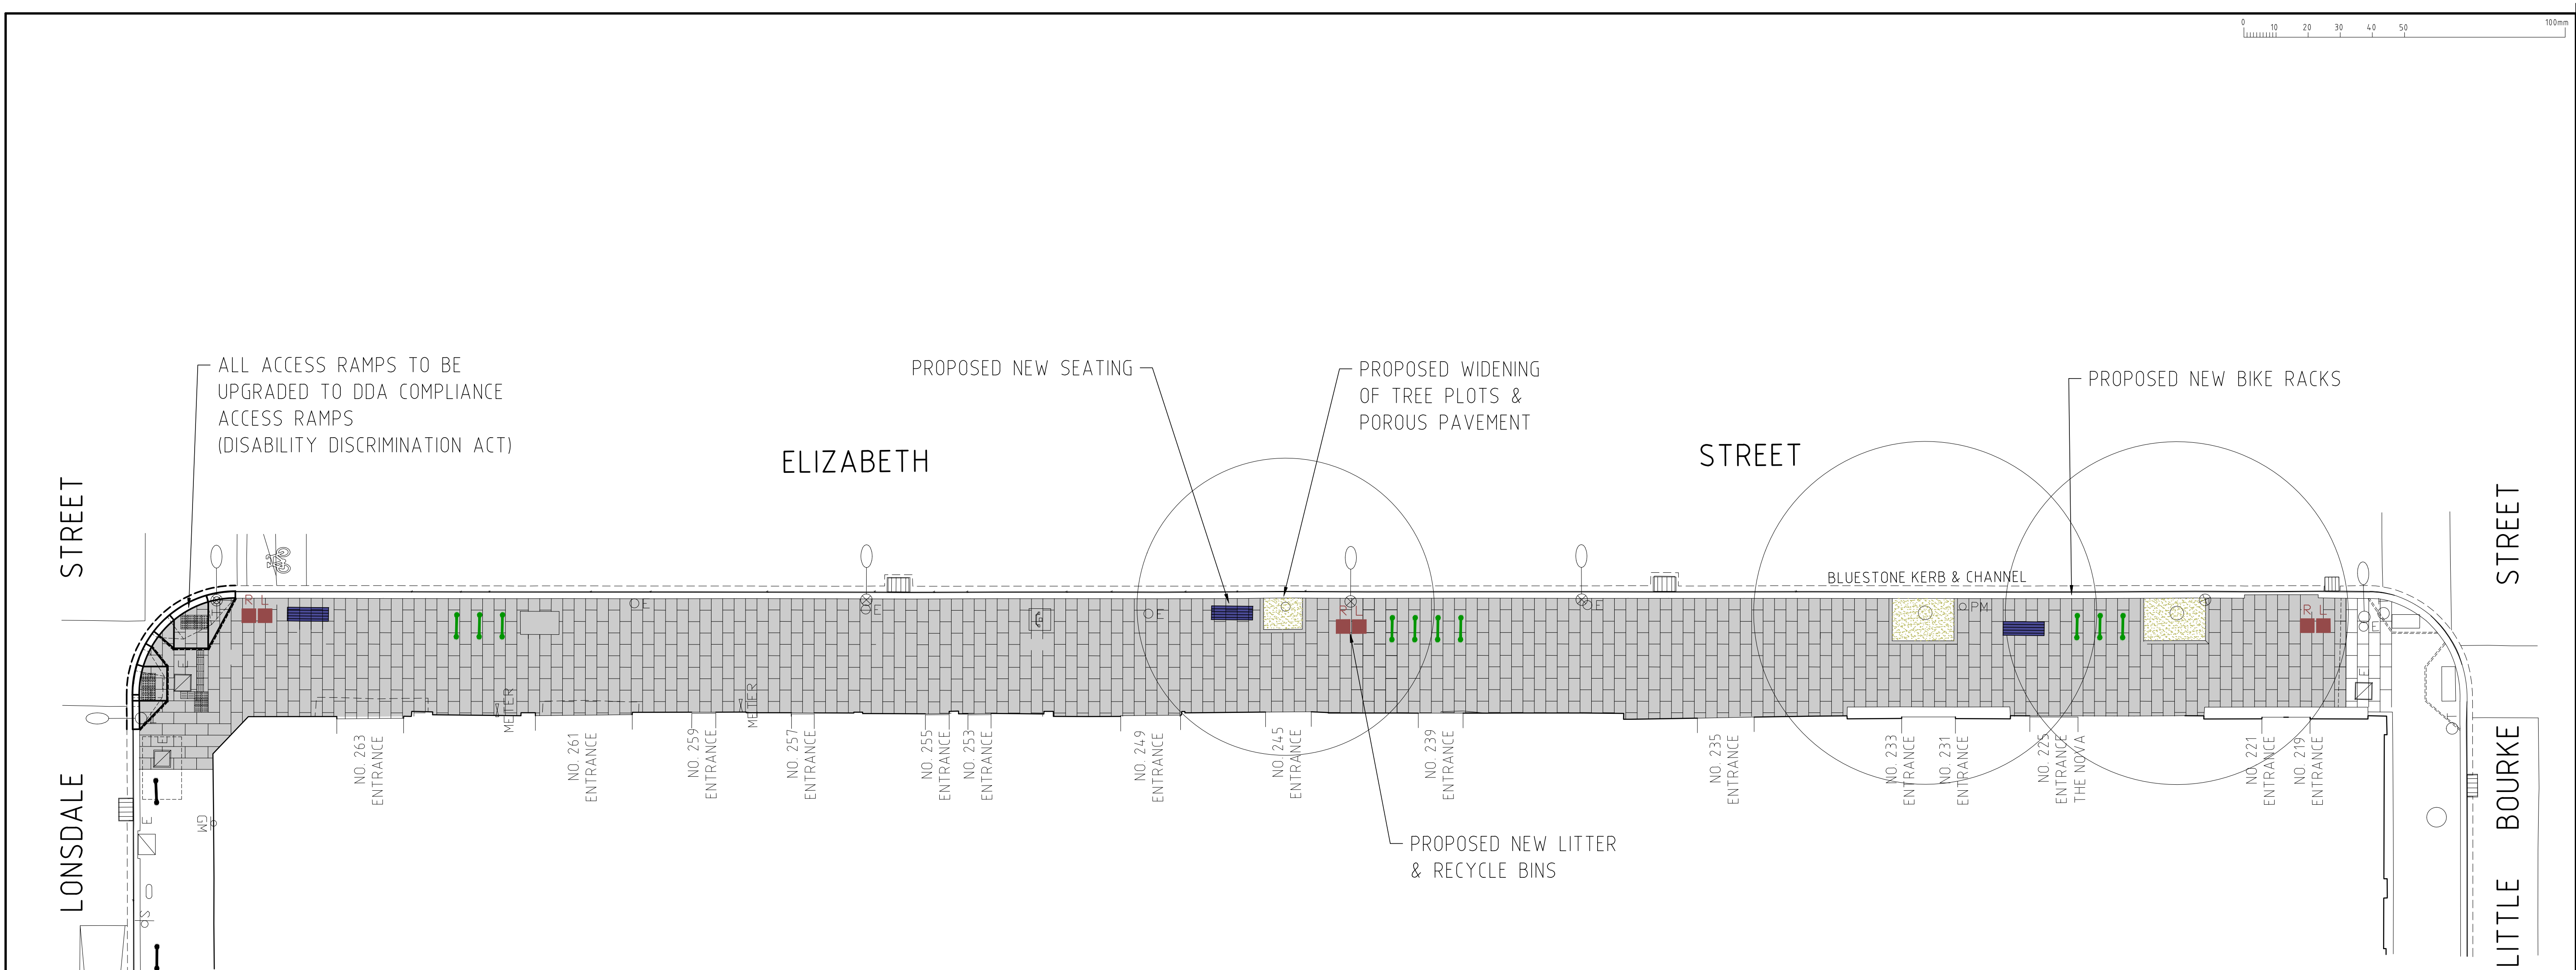 0 10 20 30 40 50 100mm
ALL ACCESS RAMPS TO BE
UPGRADED TO DDA COMPLIANCE
ACCESS RAMPS
(DISABILITY DISCRIMINATION ACT)
PROPOSED NEW SEATING
PROPOSED WIDENING
OF TREE PLOTS &
POROUS PAVEMENT
PROPOSED NEW BIKE RACKS
ELIZABETH STREET
STREET
STREET
BLUESTONE KERB & CHANNEL
R L
E
E
E
R L
E
PM
R L
E
E
E
E
T
METER
METER
NO. 263
ENTRANCE
NO. 261
ENTRANCE
NO. 259
ENTRANCE
NO. 257
ENTRANCE
NO. 255
ENTRANCE
NO. 253
ENTRANCE
NO. 249
ENTRANCE
NO. 245
ENTRANCE
NO. 239
ENTRANCE
NO. 235
ENTRANCE
NO. 233
ENTRANCE
NO. 231
ENTRANCE
NO. 225
ENTRANCE
THE NOVA
NO. 221
ENTRANCE
NO. 219
ENTRANCE
LONSDALE
E
GM
LITTLE BOURKE
PROPOSED NEW LITTER
& RECYCLE BINS